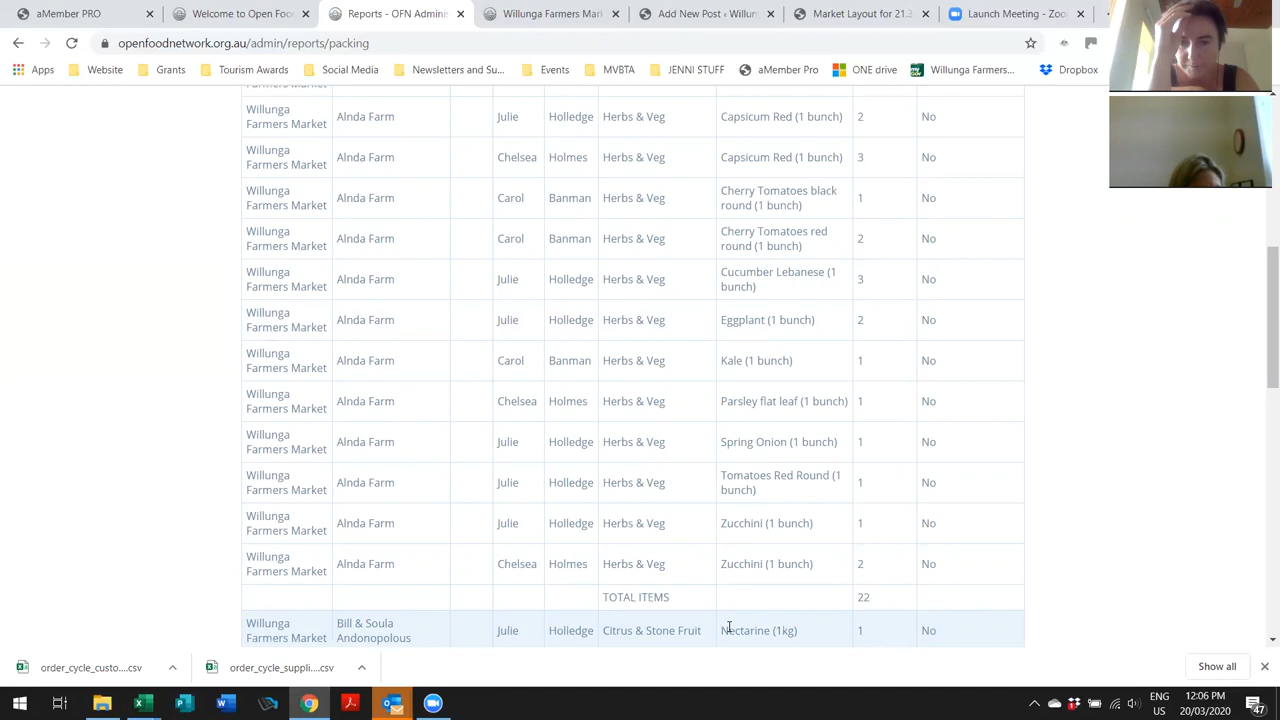 (88) PRO
Roll - OFN Adminis
Add New Post ‹ W
Market Layout for 21.3
Launch Meeting - Zoo
openfoodnetwork.org.au/admin/reports/packing
Apps Website Grants Tourism Awards Social Media Newsletters and Su... Events MVBTA JENNI STUFF aMember Pro ONE drive Willunga Farmers... Dropbox
Farmers Market
Willunga Farmers Market Alnda Farm Julie Holledge Herbs & Veg Capsicum Red (1 bunch) 2 No
Willunga Farmers Market Alnda Farm Chelsea Holmes Herbs & Veg Capsicum Red (1 bunch) 3 No
Willunga Farmers Market Alnda Farm Carol Banman Herbs & Veg Cherry Tomatoes black round (1 bunch) 1 No
Willunga Farmers Market Alnda Farm Carol Banman Herbs & Veg Cherry Tomatoes red round (1 bunch) 2 No
Willunga Farmers Market Alnda Farm Julie Holledge Herbs & Veg Cucumber Lebanese (1 bunch) 3 No
Willunga Farmers Market Alnda Farm Julie Holledge Herbs & Veg Eggplant (1 bunch) 2 No
Willunga Farmers Market Alnda Farm Carol Banman Herbs & Veg Kale (1 bunch) 1 No
Willunga Farmers Market Alnda Farm Chelsea Holmes Herbs & Veg Parsley flat leaf (1 bunch) 1 No
Willunga Farmers Market Alnda Farm Julie Holledge Herbs & Veg Spring Onion (1 bunch) 1 No
Willunga Farmers Market Alnda Farm Julie Holledge Herbs & Veg Tomatoes Red Round (1 bunch) 1 No
Willunga Farmers Market Alnda Farm Julie Holledge Herbs & Veg Zucchini (1 bunch) 1 No
Willunga Farmers Market Alnda Farm Chelsea Holmes Herbs & Veg Zucchini (1 bunch) 2 No
TOTAL ITEMS 22
Willunga Farmers Market Bill & Soula Andonopolous Julie Holledge Citrus & Stone Fruit Nectarine (1kg) 1 No
order_cycle_custo....csv order_cycle_suppli....csv Show all
ENG 12:06 PM
US 20/03/2020 47